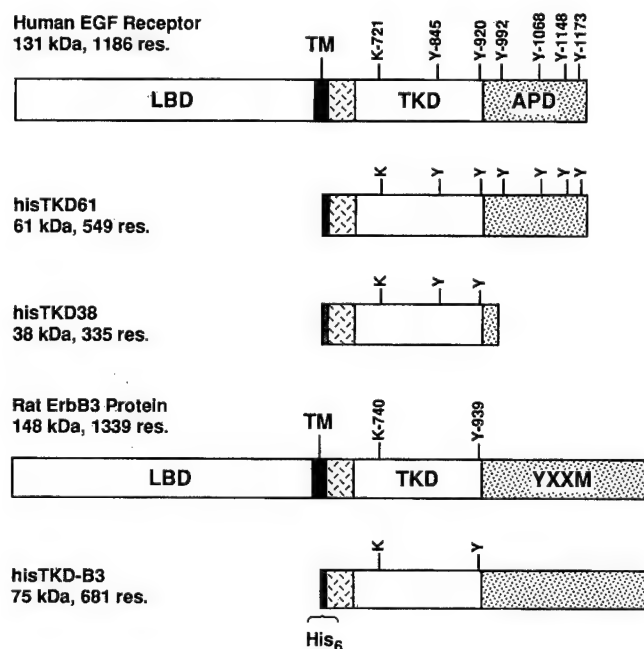 Human EGF Receptor
131 kDa, 1186 res.
TM
K-721
Y-845
Y-920
Y-992
Y-1068
Y-1148
Y-1173
LBD
TKD
APD
hisTKD61
61 kDa, 549 res.
K
Y
Y
Y
Y
Y
Y
hisTKD38
38 kDa, 335 res.
K
Y
Y
Rat ErbB3 Protein
148 kDa, 1339 res.
TM
K-740
Y-939
LBD
TKD
YXXM
hisTKD-B3
75 kDa, 681 res.
K
Y
His6